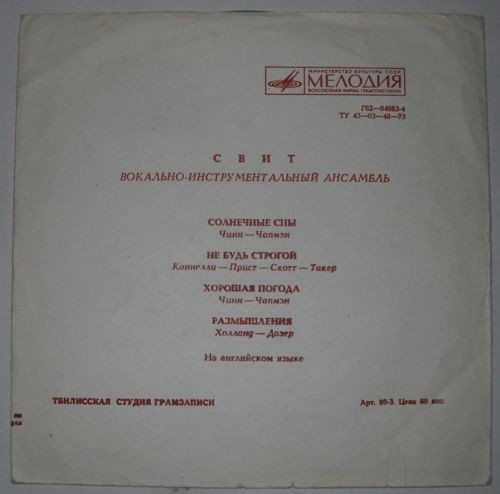 МИНИСТЕРСТВО КУЛЬТУРЫ СССР
МЕЛОДИЯ
ВСЕСОЮЗНАЯ ФИРМА ГРАМПЛАСТИНОК
Г62—04663-4
ТУ 43—03—48—73
СВИТ
ВОКАЛЬНО-ИНСТРУМЕНТАЛЬНЫЙ АНСАМБЛЬ
СОЛНЕЧНЫЕ СНЫ
Чинн—Чапмэн
НЕ БУДЬ СТРОГОЙ
Коннелли—Прист—Скотт—Такер
ХОРОШАЯ ПОГОДА
Чинн—Чапмэн
РАЗМЫШЛЕНИЯ
Холланд—Дозер
На английском языке
ТБИЛИССКАЯ СТУДИЯ ГРАМЗАПИСИ
Арт. 09-3. Цена 60 коп.